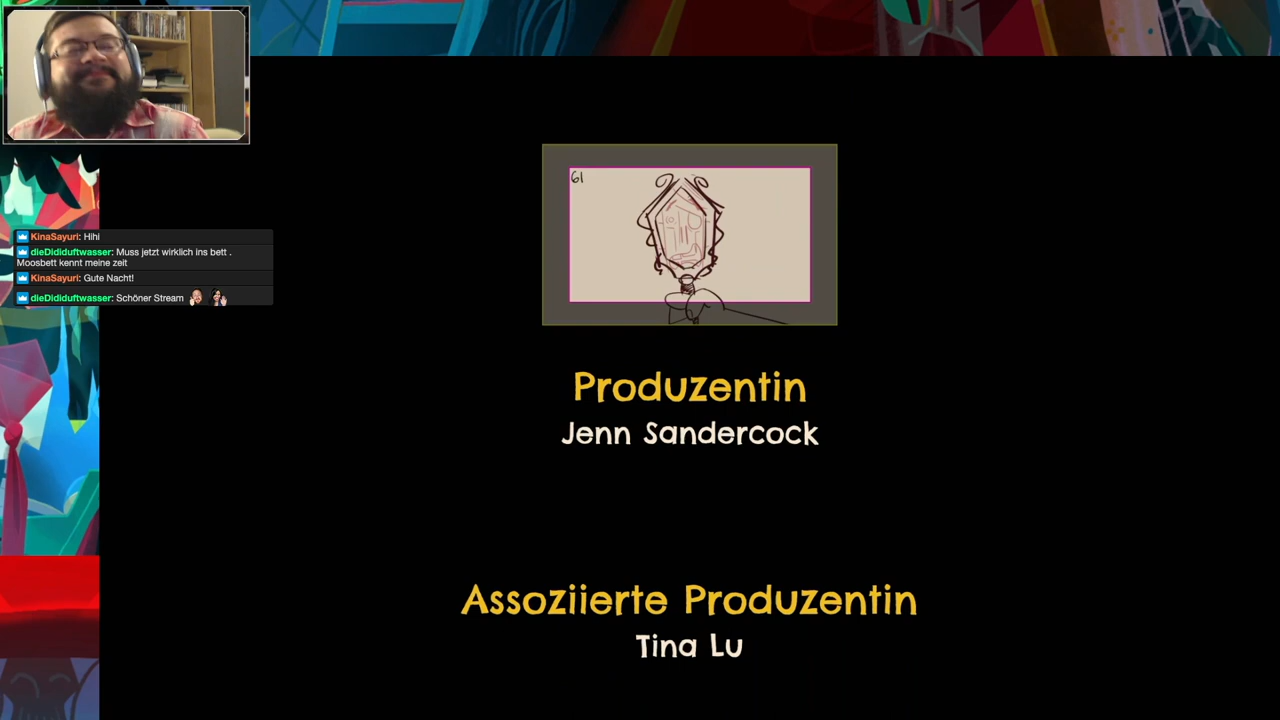 KinaSayuri: Hihi
dieDididuftwasser: Muss jetzt wirklich ins bett .
Moosbett kennt meine zeit
KinaSayuri: Gute Nacht!
dieDididuftwasser: Schöner Stream
61
Produzentin
Jenn Sandercock
Assoziierte Produzentin
Tina Lu